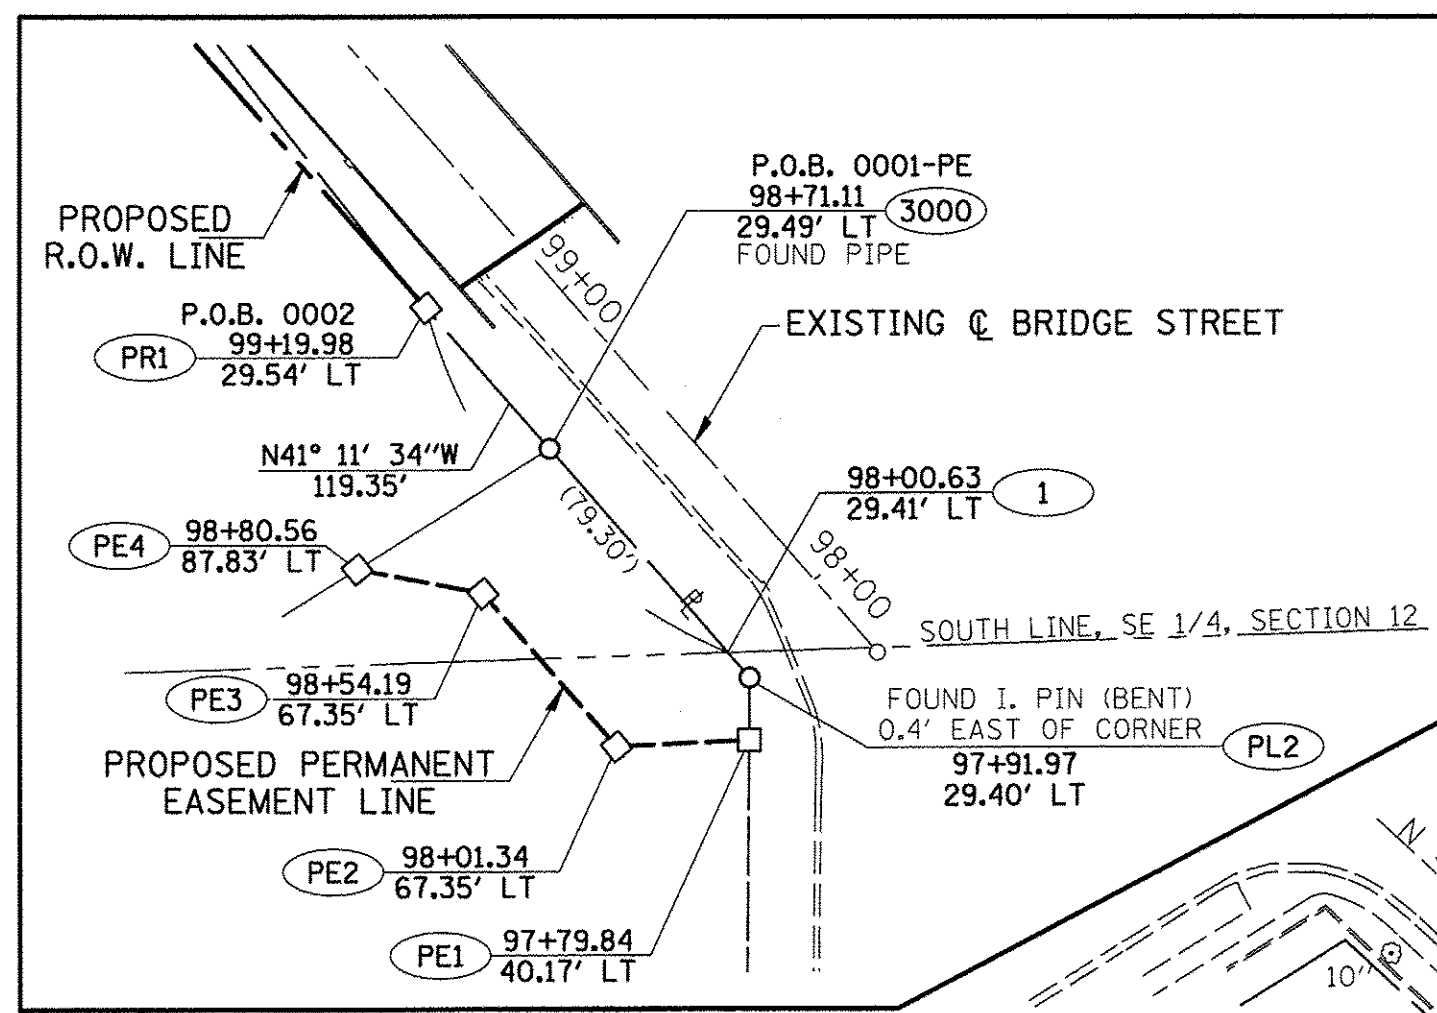 P.O.B. 0001-PE
98+71.11
29.49' LT
FOUND PIPE
3000
PROPOSED
R.O.W. LINE
99+00
P.O.B. 0002
99+19.98
29.54' LT
PR1
EXISTING ℄ BRIDGE STREET
N41° 11' 34''W
119.35'
(79.30')
98+00.63
29.41' LT
1
98+80.56
87.83' LT
PE4
98+00
SOUTH LINE, SE 1/4, SECTION 12
98+54.19
67.35' LT
PE3
FOUND I. PIN (BENT)
0.4' EAST OF CORNER
97+91.97
29.40' LT
PL2
PROPOSED PERMANENT
EASEMENT LINE
98+01.34
67.35' LT
PE2
97+79.84
40.17' LT
PE1
N
10''